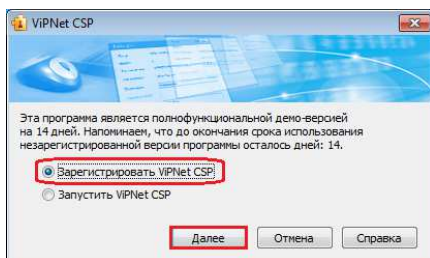 ViPNet CSP
Эта программа является полнофункциональной демо-версией
на 14 дней. Напоминаем, что до окончания срока использования
незарегистрированной версии программы осталось дней: 14.
Зарегистрировать ViPNet CSP
Запустить ViPNet CSP
Далее Отмена Справка